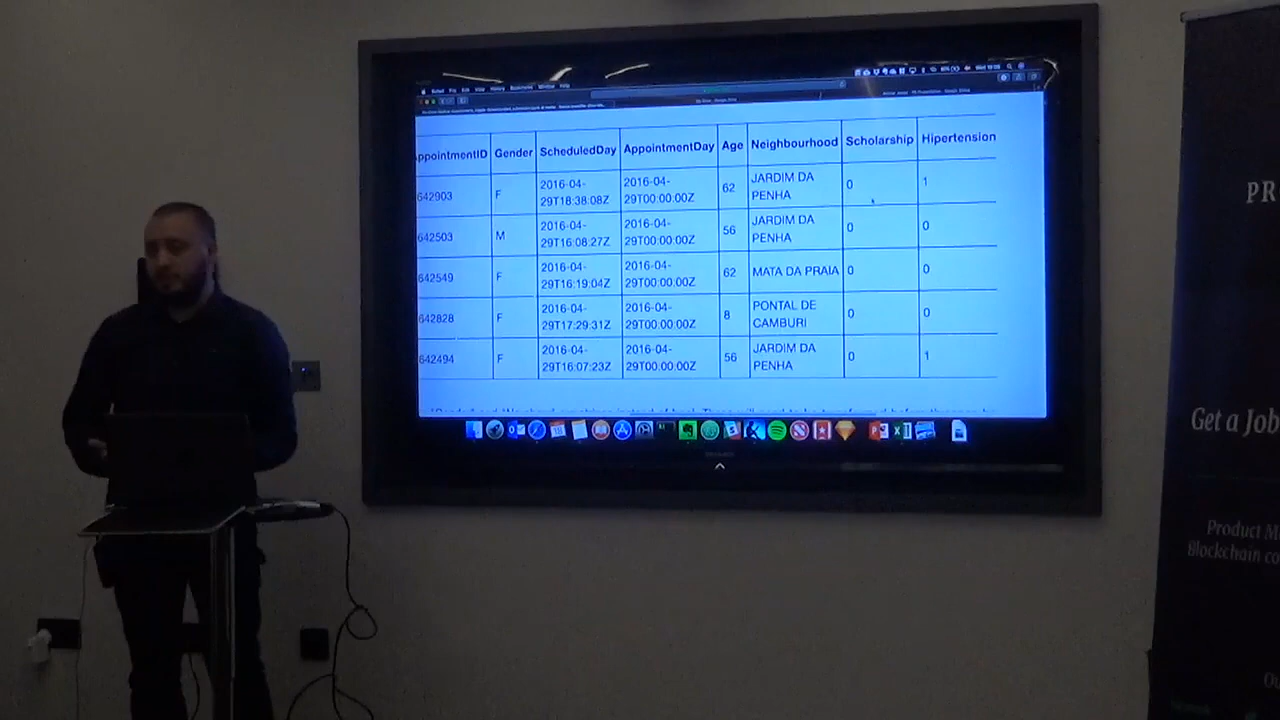 ppointmentID Gender ScheduledDay AppointmentDay Age Neighbourhood Scholarship Hipertension
642903 F 2016-04-29T18:38:08Z 2016-04-29T00:00:00Z 62 JARDIM DA PENHA 0 1
642503 M 2016-04-29T16:08:27Z 2016-04-29T00:00:00Z 56 JARDIM DA PENHA 0 0
642549 F 2016-04-29T16:19:04Z 2016-04-29T00:00:00Z 62 MATA DA PRAIA 0 0
642828 F 2016-04-29T17:29:31Z 2016-04-29T00:00:00Z 8 PONTAL DE CAMBURI 0 0
642494 F 2016-04-29T16:07:23Z 2016-04-29T00:00:00Z 56 JARDIM DA PENHA 0 1
PR
Get a Job
Product M
Blockchain co